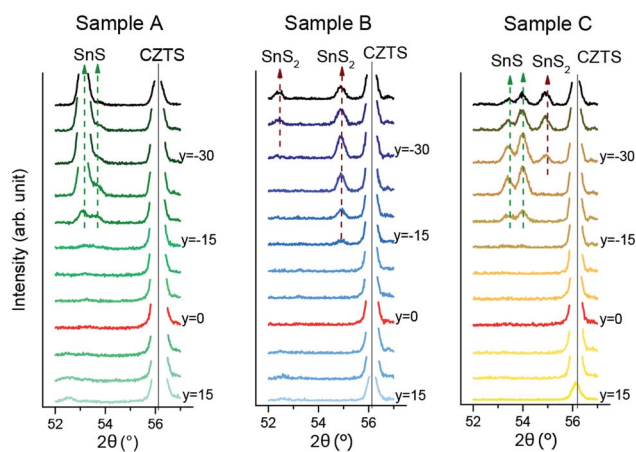 Sample A
Sample B
Sample C
SnS CZTS
SnS₂ SnS₂ CZTS
SnS SnS₂ CZTS
Intensity (arb. unit)
y=-30
y=-15
y=0
y=15
y=-30
y=-15
y=0
y=15
y=-30
y=-15
y=0
y=15
52 54 56
52 54 56
52 54 56
2θ (°)
2θ (º)
2θ (º)